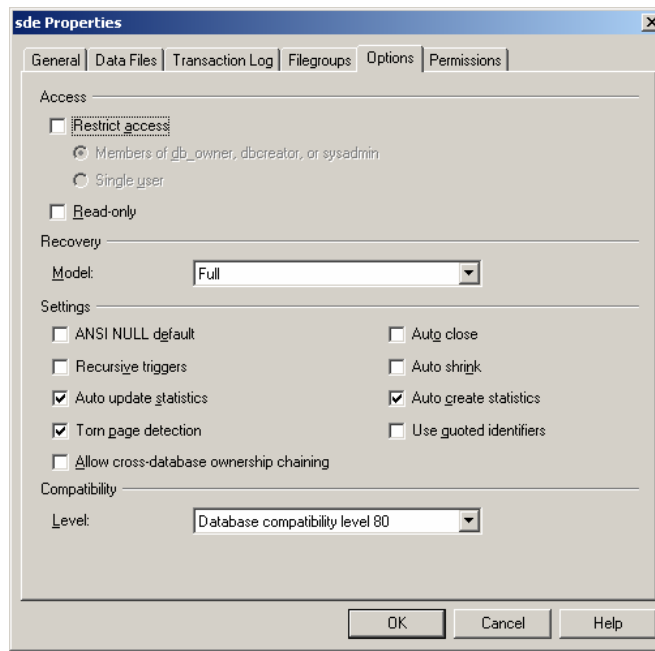 sde Properties
General Data Files Transaction Log Filegroups Options Permissions
Access
Restrict access
Members of db_owner, dbcreator, or sysadmin
Single user
Read-only
Recovery
Model: Full
Settings
ANSI NULL default Auto close
Recursive triggers Auto shrink
Auto update statistics Auto create statistics
Torn page detection Use quoted identifiers
Allow cross-database ownership chaining
Compatibility
Level: Database compatibility level 80
OK Cancel Help